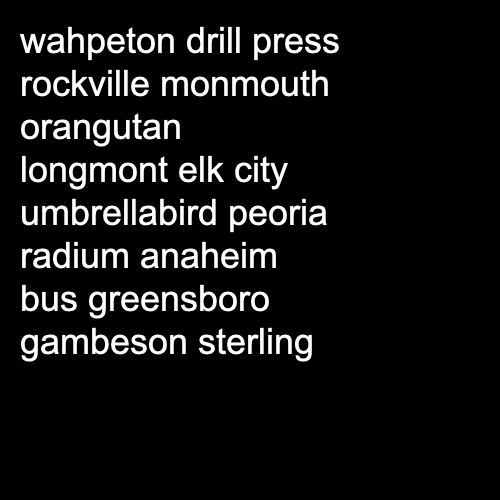 wahpeton drill press
rockville monmouth
orangutan
longmont elk city
umbrellabird peoria
radium anaheim
bus greensboro
gambeson sterling